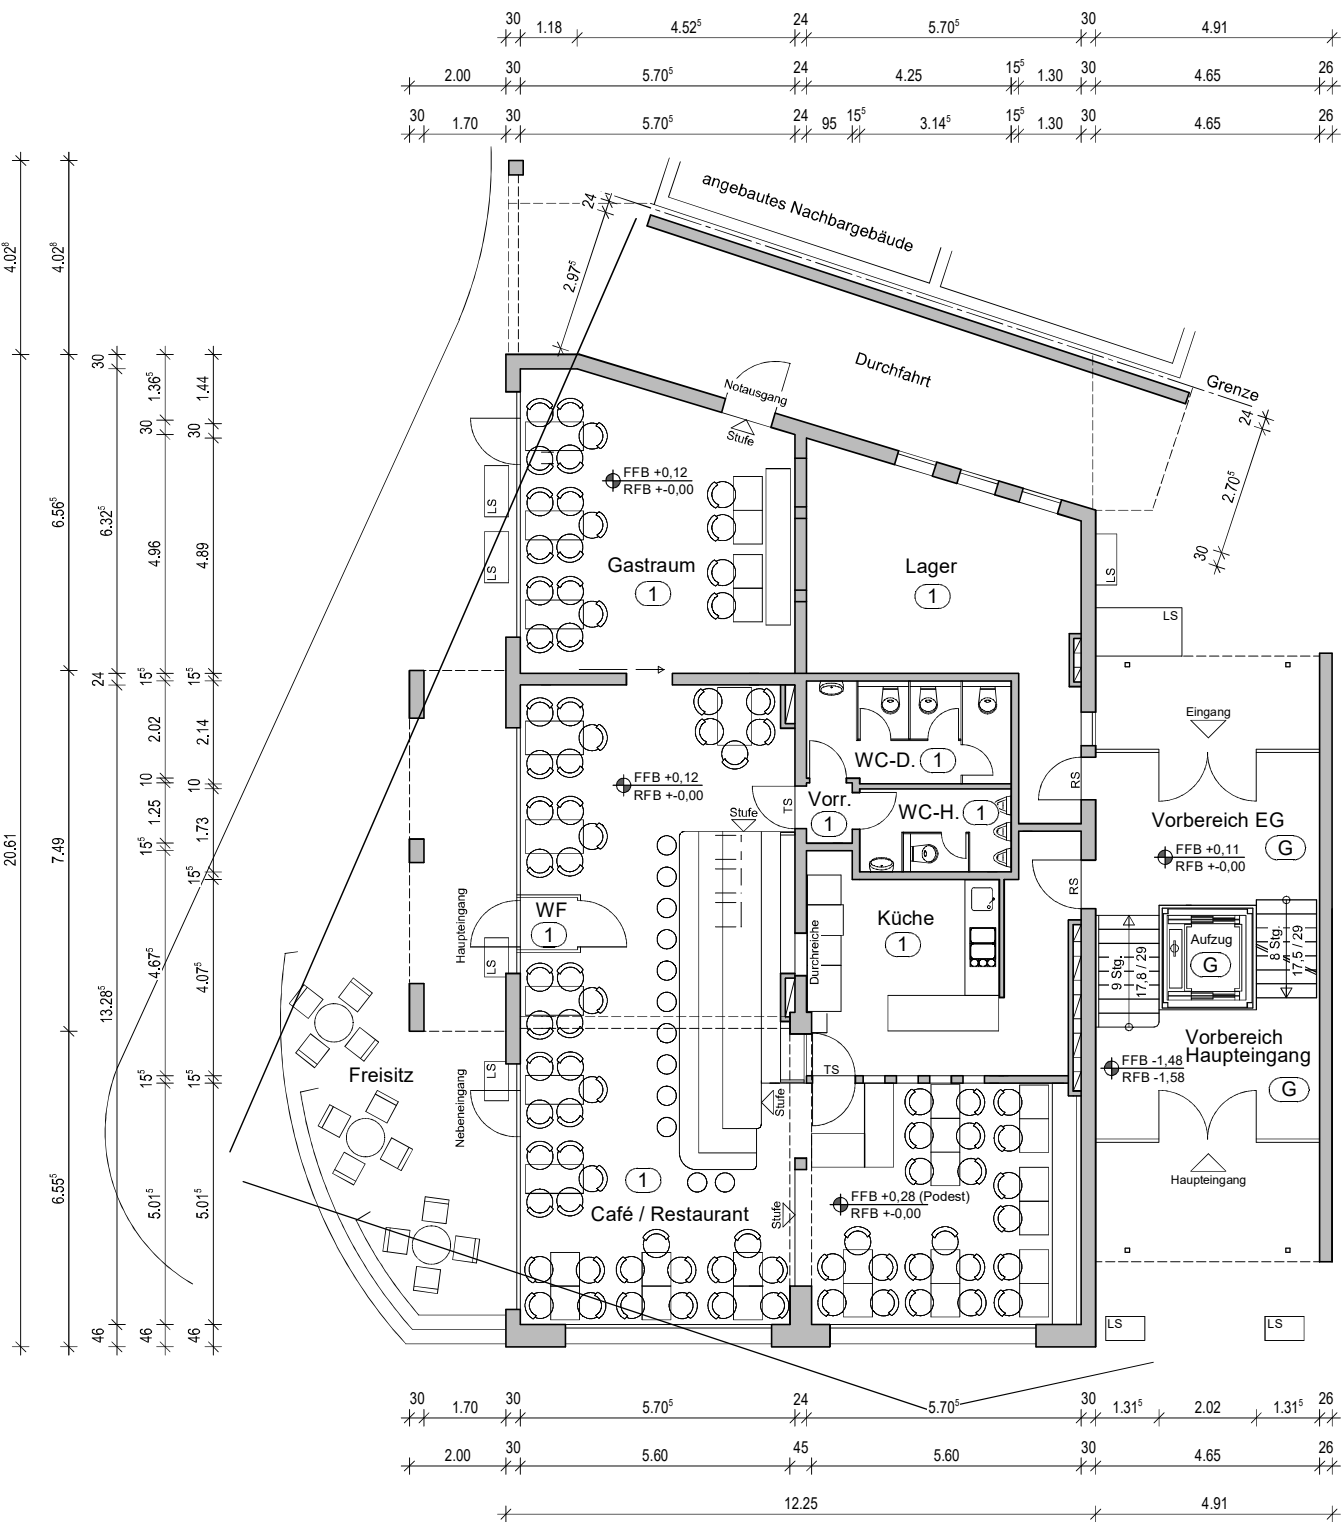 30 1.18 4.52⁵ 24 5.70⁵ 30 4.91
2.00 30 5.70⁵ 24 4.25 15⁵ 1.30 30 4.65 26
30 1.70 30 5.70⁵ 24 95 15⁵ 3.14⁵ 15⁵ 1.30 30 4.65 26
4.02⁸
20.61
4.02⁸
6.56⁵
7.49
6.55⁵
30
6.32⁵
24
13.28⁵
46
1.36⁵
30
4.96
15⁵
2.02
10
1.25
15⁵
4.67⁵
15⁵
5.01⁵
46
1.44
30
4.89
15⁵
2.14
10
1.73
15⁵
4.07⁵
15⁵
5.01⁵
46
angebautes Nachbargebäude
24
2.97⁵
Durchfahrt
Grenze
24
2.70⁵
30
Notausgang
Stufe
FFB +0,12
RFB +-0,00
LS
LS
Gastraum
1
Lager
1
LS
LS
Eingang
WC-D. 1
RS
FFB +0,12
RFB +-0,00
TS
Vorr.
1
WC-H. 1
Stufe
Vorbereich EG
G
FFB +0,11
RFB +-0,00
RS
Haupteingang
WF
1
LS
Küche
1
Durchreiche
9 Stg.
17,8 / 29
Aufzug
G
8 Stg.
17,5 / 29
Vorbereich
Haupteingang
G
FFB -1,48
RFB -1,58
Freisitz
LS
Nebeneingang
TS
Stufe
Haupteingang
1
Café / Restaurant
Stufe
FFB +0,28 (Podest)
RFB +-0,00
LS
LS
30 1.70 30 5.70⁵ 24 5.70⁵ 30 1.31⁵ 2.02 1.31⁵ 26
2.00 30 5.60 45 5.60 30 4.65 26
12.25 4.91